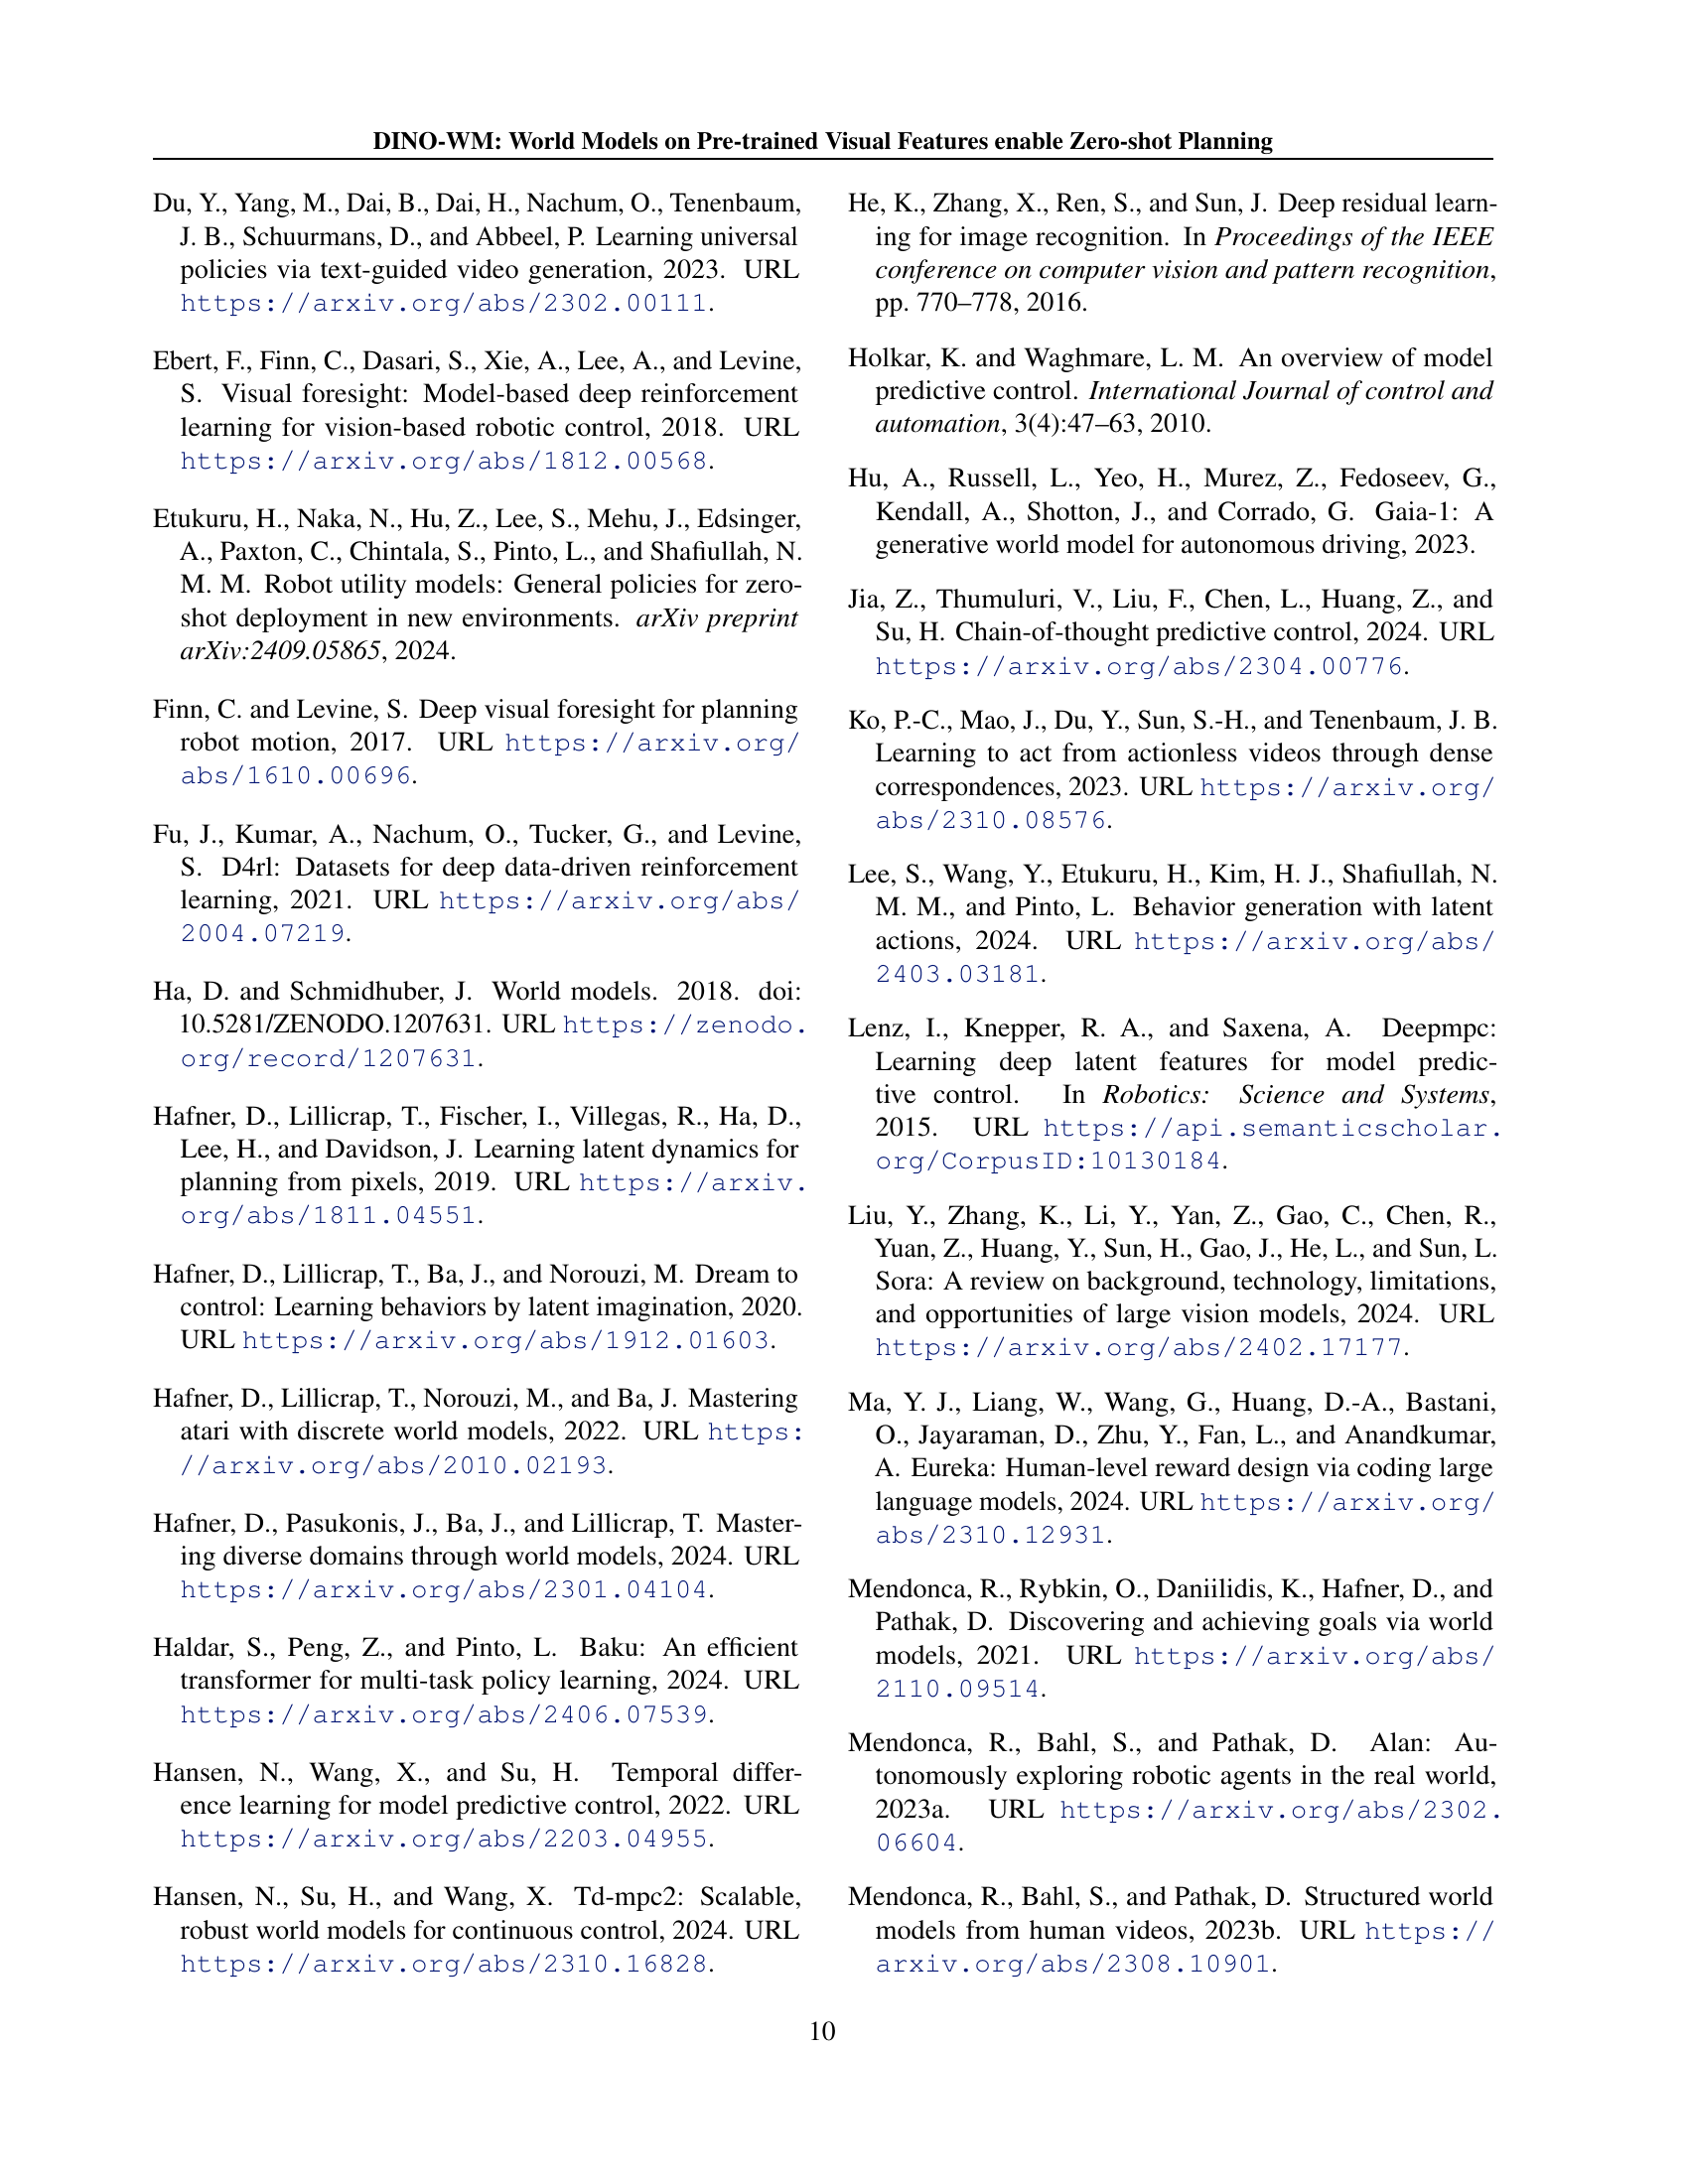 DINO-WM: World Models on Pre-trained Visual Features enable Zero-shot Planning
Du, Y., Yang, M., Dai, B., Dai, H., Nachum, O., Tenenbaum,
J. B., Schuurmans, D., and Abbeel, P. Learning universal
policies via text-guided video generation, 2023. URL
https://arxiv.org/abs/2302.00111.
Ebert, F., Finn, C., Dasari, S., Xie, A., Lee, A., and Levine,
S. Visual foresight: Model-based deep reinforcement
learning for vision-based robotic control, 2018. URL
https://arxiv.org/abs/1812.00568.
Etukuru, H., Naka, N., Hu, Z., Lee, S., Mehu, J., Edsinger,
A., Paxton, C., Chintala, S., Pinto, L., and Shafiullah, N.
M. M. Robot utility models: General policies for zero-
shot deployment in new environments. arXiv preprint
arXiv:2409.05865, 2024.
Finn, C. and Levine, S. Deep visual foresight for planning
robot motion, 2017. URL https://arxiv.org/
abs/1610.00696.
Fu, J., Kumar, A., Nachum, O., Tucker, G., and Levine,
S. D4rl: Datasets for deep data-driven reinforcement
learning, 2021. URL https://arxiv.org/abs/
2004.07219.
Ha, D. and Schmidhuber, J. World models. 2018. doi:
10.5281/ZENODO.1207631. URL https://zenodo.
org/record/1207631.
Hafner, D., Lillicrap, T., Fischer, I., Villegas, R., Ha, D.,
Lee, H., and Davidson, J. Learning latent dynamics for
planning from pixels, 2019. URL https://arxiv.
org/abs/1811.04551.
Hafner, D., Lillicrap, T., Ba, J., and Norouzi, M. Dream to
control: Learning behaviors by latent imagination, 2020.
URL https://arxiv.org/abs/1912.01603.
Hafner, D., Lillicrap, T., Norouzi, M., and Ba, J. Mastering
atari with discrete world models, 2022. URL https:
//arxiv.org/abs/2010.02193.
Hafner, D., Pasukonis, J., Ba, J., and Lillicrap, T. Master-
ing diverse domains through world models, 2024. URL
https://arxiv.org/abs/2301.04104.
Haldar, S., Peng, Z., and Pinto, L. Baku: An efficient
transformer for multi-task policy learning, 2024. URL
https://arxiv.org/abs/2406.07539.
Hansen, N., Wang, X., and Su, H. Temporal differ-
ence learning for model predictive control, 2022. URL
https://arxiv.org/abs/2203.04955.
Hansen, N., Su, H., and Wang, X. Td-mpc2: Scalable,
robust world models for continuous control, 2024. URL
https://arxiv.org/abs/2310.16828.
He, K., Zhang, X., Ren, S., and Sun, J. Deep residual learn-
ing for image recognition. In Proceedings of the IEEE
conference on computer vision and pattern recognition,
pp. 770–778, 2016.
Holkar, K. and Waghmare, L. M. An overview of model
predictive control. International Journal of control and
automation, 3(4):47–63, 2010.
Hu, A., Russell, L., Yeo, H., Murez, Z., Fedoseev, G.,
Kendall, A., Shotton, J., and Corrado, G. Gaia-1: A
generative world model for autonomous driving, 2023.
Jia, Z., Thumuluri, V., Liu, F., Chen, L., Huang, Z., and
Su, H. Chain-of-thought predictive control, 2024. URL
https://arxiv.org/abs/2304.00776.
Ko, P.-C., Mao, J., Du, Y., Sun, S.-H., and Tenenbaum, J. B.
Learning to act from actionless videos through dense
correspondences, 2023. URL https://arxiv.org/
abs/2310.08576.
Lee, S., Wang, Y., Etukuru, H., Kim, H. J., Shafiullah, N.
M. M., and Pinto, L. Behavior generation with latent
actions, 2024. URL https://arxiv.org/abs/
2403.03181.
Lenz, I., Knepper, R. A., and Saxena, A. Deepmpc:
Learning deep latent features for model predic-
tive control. In Robotics: Science and Systems,
2015. URL https://api.semanticscholar.
org/CorpusID:10130184.
Liu, Y., Zhang, K., Li, Y., Yan, Z., Gao, C., Chen, R.,
Yuan, Z., Huang, Y., Sun, H., Gao, J., He, L., and Sun, L.
Sora: A review on background, technology, limitations,
and opportunities of large vision models, 2024. URL
https://arxiv.org/abs/2402.17177.
Ma, Y. J., Liang, W., Wang, G., Huang, D.-A., Bastani,
O., Jayaraman, D., Zhu, Y., Fan, L., and Anandkumar,
A. Eureka: Human-level reward design via coding large
language models, 2024. URL https://arxiv.org/
abs/2310.12931.
Mendonca, R., Rybkin, O., Daniilidis, K., Hafner, D., and
Pathak, D. Discovering and achieving goals via world
models, 2021. URL https://arxiv.org/abs/
2110.09514.
Mendonca, R., Bahl, S., and Pathak, D. Alan: Au-
tonomously exploring robotic agents in the real world,
2023a. URL https://arxiv.org/abs/2302.
06604.
Mendonca, R., Bahl, S., and Pathak, D. Structured world
models from human videos, 2023b. URL https://
arxiv.org/abs/2308.10901.
10